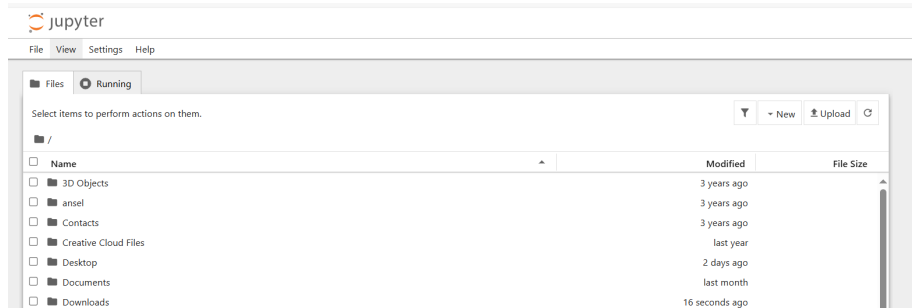 jupyter
File View Settings Help
Files Running
Select items to perform actions on them.
New Upload
/
Name Modified File Size
3D Objects 3 years ago
ansel 3 years ago
Contacts 3 years ago
Creative Cloud Files last year
Desktop 2 days ago
Documents last month
Downloads 16 seconds ago